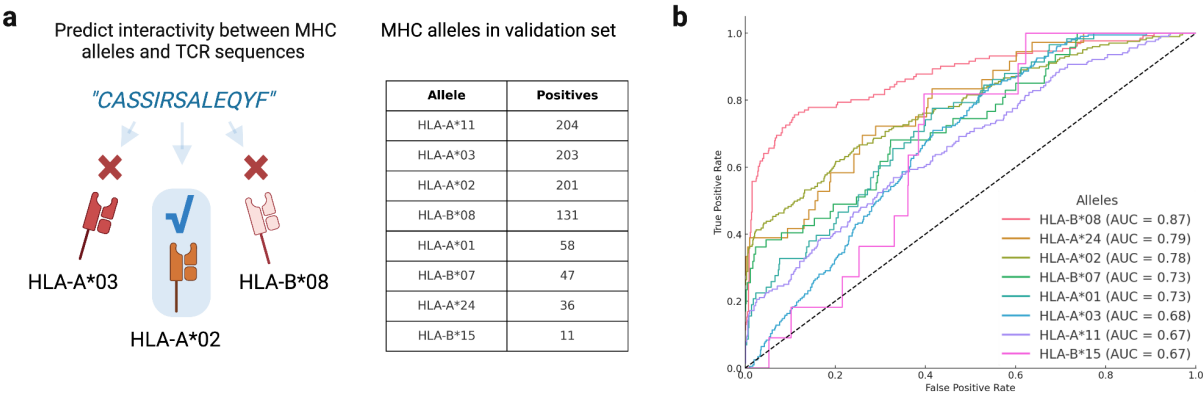 a
Predict interactivity between MHC
alleles and TCR sequences
"CASSIRSALEQYF"
HLA-A*03
HLA-B*08
HLA-A*02
MHC alleles in validation set
Allele Positives
HLA-A*11 204
HLA-A*03 203
HLA-A*02 201
HLA-B*08 131
HLA-A*01 58
HLA-B*07 47
HLA-A*24 36
HLA-B*15 11
b
True Positive Rate
1.0
0.8
0.6
0.4
0.2
0.0
0.0 0.2 0.4 0.6 0.8 1.0
False Positive Rate
Alleles
HLA-B*08 (AUC = 0.87)
HLA-A*24 (AUC = 0.79)
HLA-A*02 (AUC = 0.78)
HLA-B*07 (AUC = 0.73)
HLA-A*01 (AUC = 0.73)
HLA-A*03 (AUC = 0.68)
HLA-A*11 (AUC = 0.67)
HLA-B*15 (AUC = 0.67)